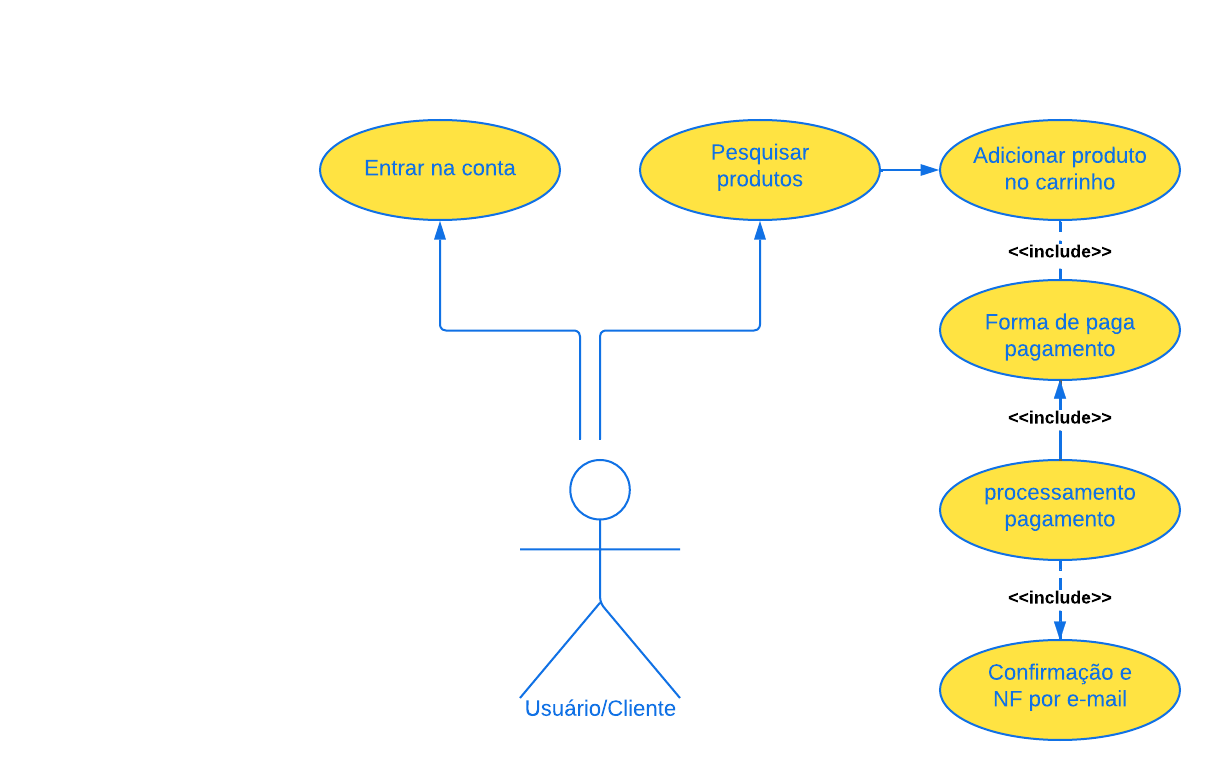 Entrar na conta
Pesquisar
produtos
Adicionar produto
no carrinho
<<include>>
Forma de paga
pagamento
<<include>>
processamento
pagamento
<<include>>
Confirmação e
NF por e-mail
Usuário/Cliente